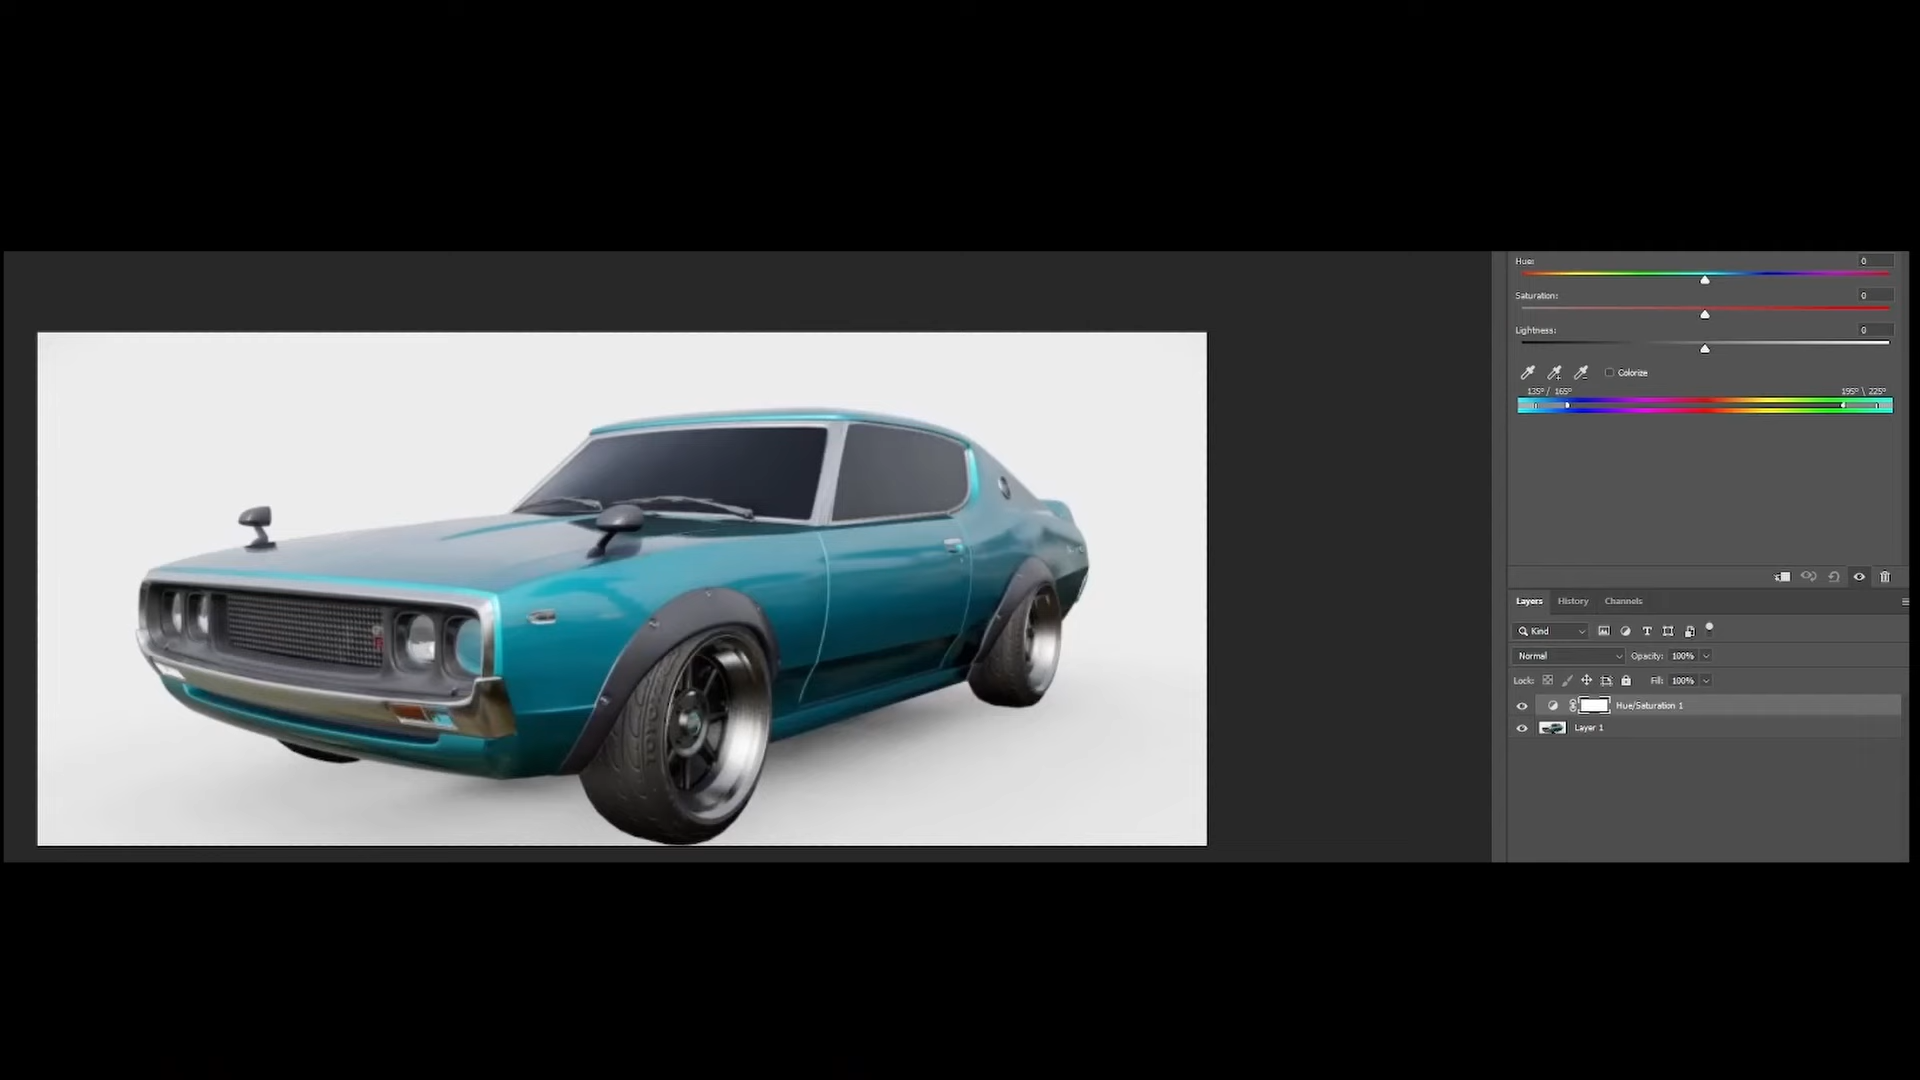 Hue: 0
Saturation: 0
Lightness: 0
Colorize
135°/ 165° 195°\ 225°
Layers History Channels
Kind
Normal Opacity: 100%
Lock: Fill: 100%
Hue/Saturation 1
Layer 1
TOYO